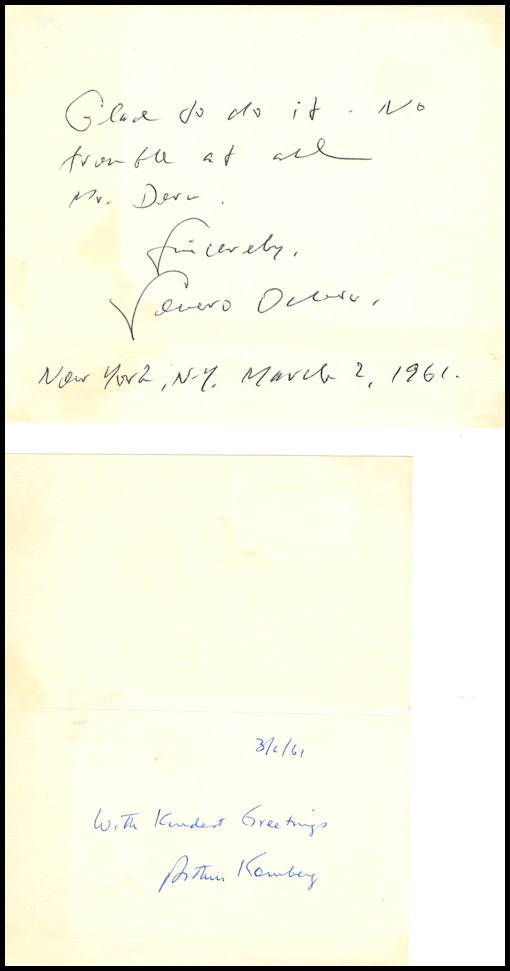 Glad to do it. No
trouble at all
Mr. Dern.
Sincerely,
Severo Ochoa.
New York, N.Y. March 2, 1961.
3/6/61
With Kindest Greetings
Arthur Kornberg